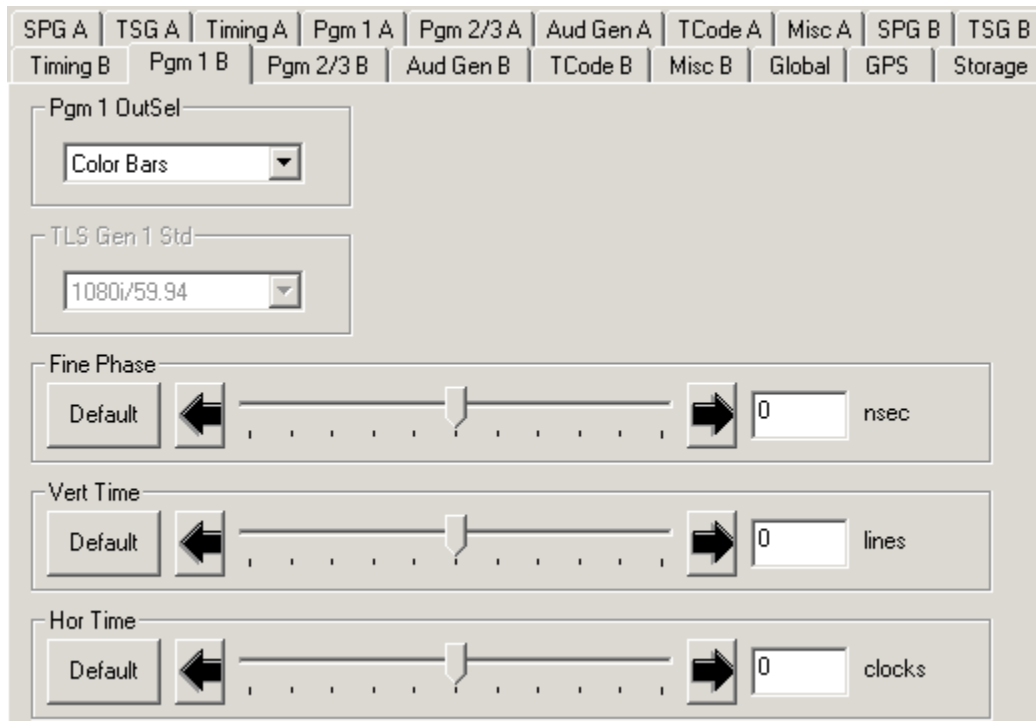 SPG A TSG A Timing A Pgm 1 A Pgm 2/3 A Aud Gen A TCode A Misc A SPG B TSG B
Timing B Pgm 1 B Pgm 2/3 B Aud Gen B TCode B Misc B Global GPS Storage
Pgm 1 OutSel
Color Bars
TLS Gen 1 Std
1080i/59.94
Fine Phase
Default 0 nsec
Vert Time
Default 0 lines
Hor Time
Default 0 clocks